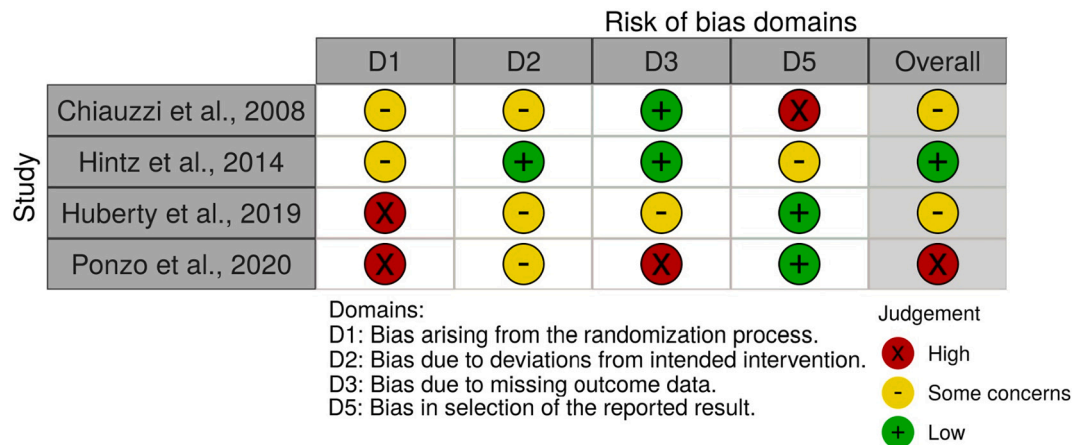 Risk of bias domains
D1 D2 D3 D5 Overall
Study
Chiauzzi et al., 2008 - - + X -
Hintz et al., 2014 - + + - +
Huberty et al., 2019 X - - + -
Ponzo et al., 2020 X - X + X
Domains:
D1: Bias arising from the randomization process.
D2: Bias due to deviations from intended intervention.
D3: Bias due to missing outcome data.
D5: Bias in selection of the reported result.
Judgement
X High
- Some concerns
+ Low